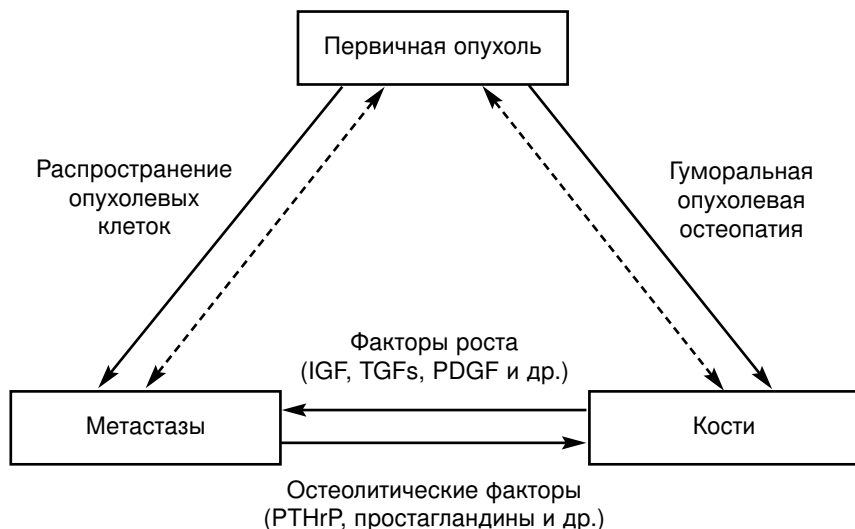 Первичная опухоль
Распространение
опухолевых
клеток
Гуморальная
опухолевая
остеопатия
Факторы роста
(IGF, TGFs, PDGF и др.)
Метастазы
Кости
Остеолитические факторы
(PTHrP, простагландины и др.)